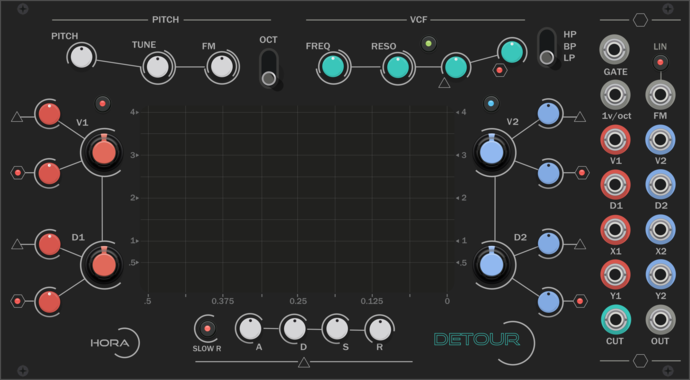 PITCH VCF
PITCH TUNE FM OCT FREQ RESO HP
BP
LP
LIN
GATE
1v/oct FM
V1 V2
4 4
3 3
2 2
1 1
.5 .5
V1 V2
D1 D2
D1 D2
X1 X2
Y1 Y2
.5 0.375 0.25 0.125 0
HORA SLOW R A D S R DETOUR CUT OUT